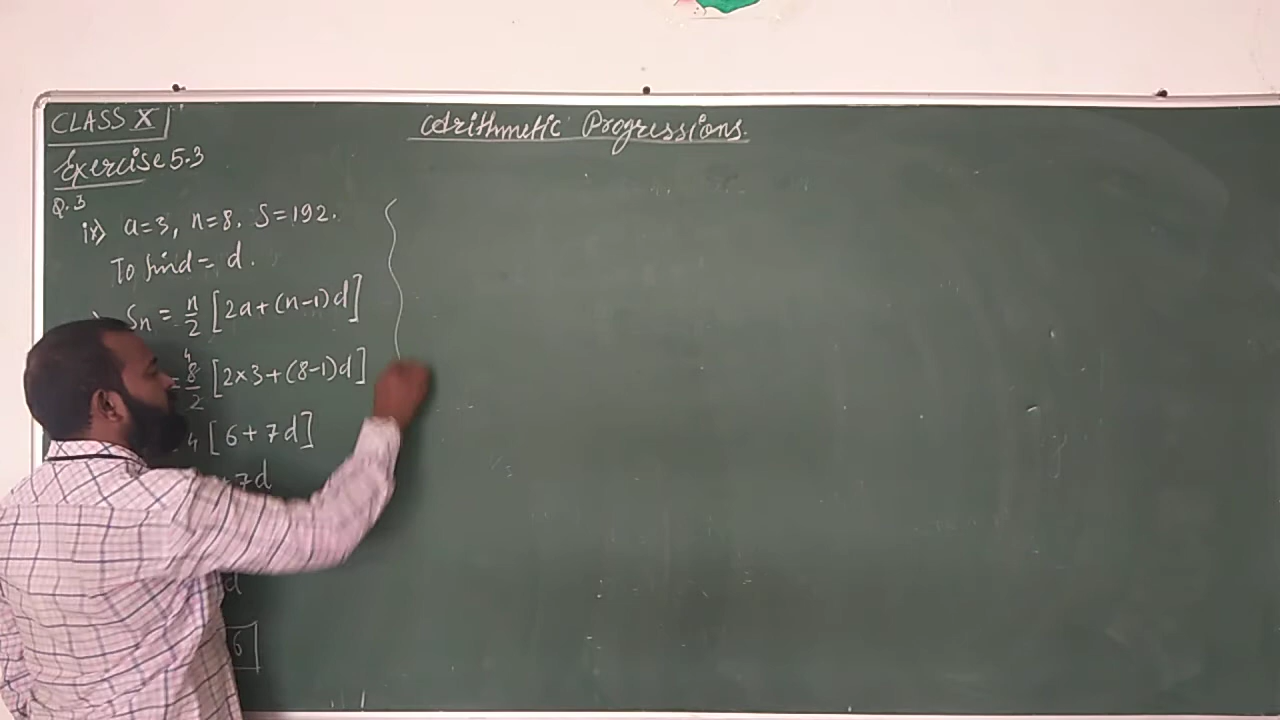 CLASS X
Arithmetic Progressions.
Exercise 5.3
Q.3
ix) a=3, n=8, S=192.
To find = d.
Sn = n/2 [2a+(n-1)d]
= 8/2 [2×3+(8-1)d] 4
4 [6+7d]
7d
d
6